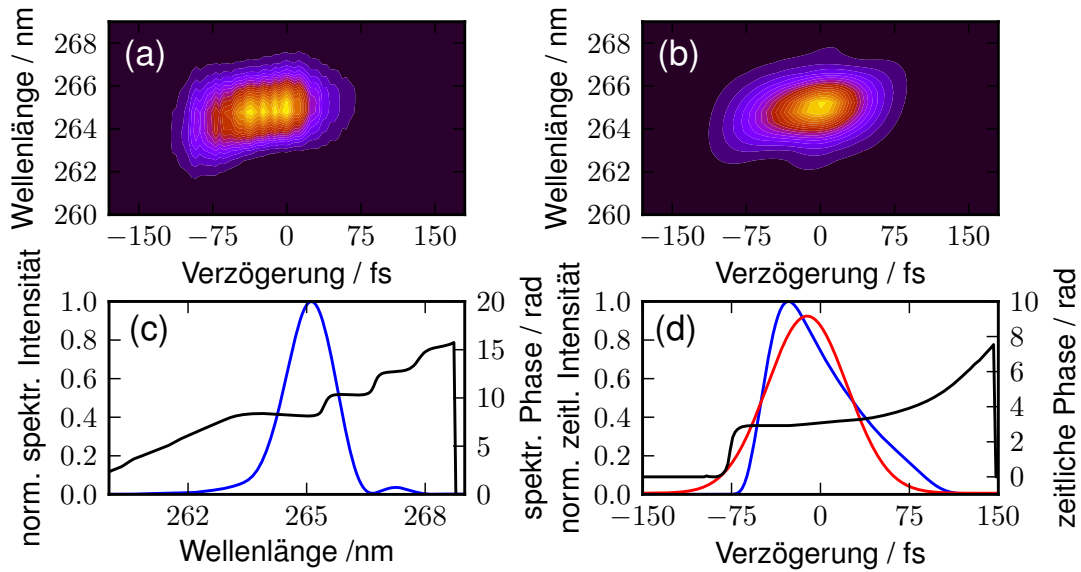 (a)
Wellenlänge / nm
268
266
264
262
260
−150 −75 0 75 150
Verzögerung / fs
(b)
Wellenlänge / nm
268
266
264
262
260
−150 −75 0 75 150
Verzögerung / fs
(c)
norm. spektr. Intensität
1.0
0.8
0.6
0.4
0.2
0.0
262 265 268
Wellenlänge /nm
20
15
10
5
0
spektr. Phase / rad
(d)
norm. zeitl. Intensität
1.0
0.8
0.6
0.4
0.2
0.0
−150 −75 0 75 150
Verzögerung / fs
10
8
6
4
2
0
zeitliche Phase / rad